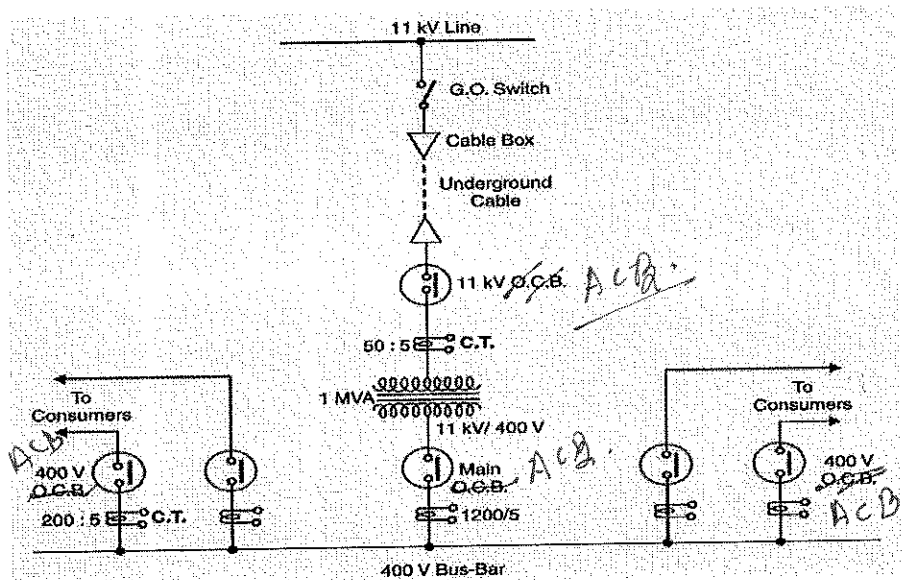 11 kV Line
G.O. Switch
Cable Box
Underground
Cable
11 kV O.C.B. ACB.
50 : 5 C.T.
1 MVA
11 kV/ 400 V
To
Consumers
ACB
400 V
O.C.B.
200 : 5 C.T.
Main
O.C.B. ACB.
1200/5
To
Consumers
400 V
O.C.B.
ACB
400 V Bus-Bar